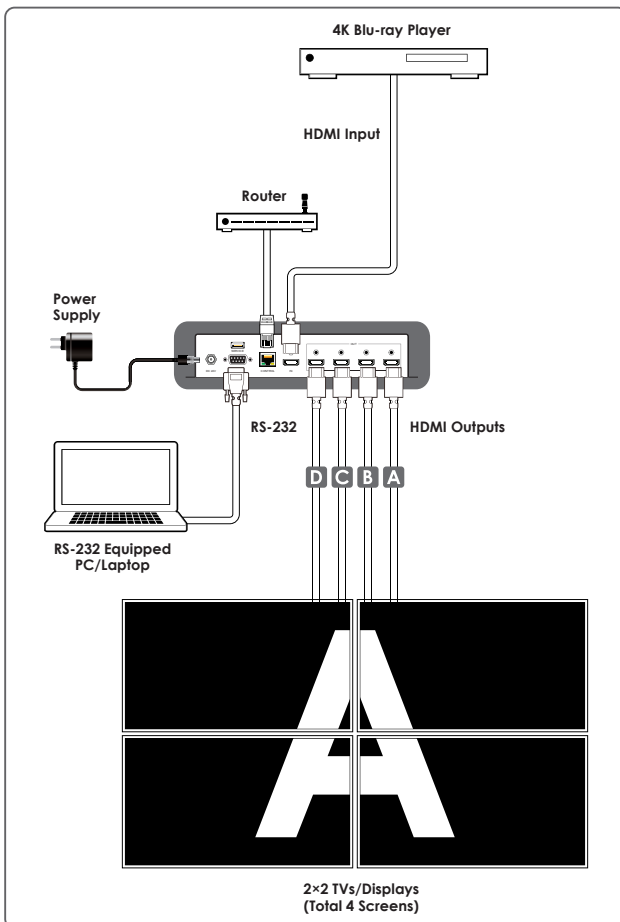 4K Blu-ray Player
HDMI Input
Router
Power
Supply
RS-232
HDMI Outputs
D C B A
RS-232 Equipped
PC/Laptop
A
2×2 TVs/Displays
(Total 4 Screens)